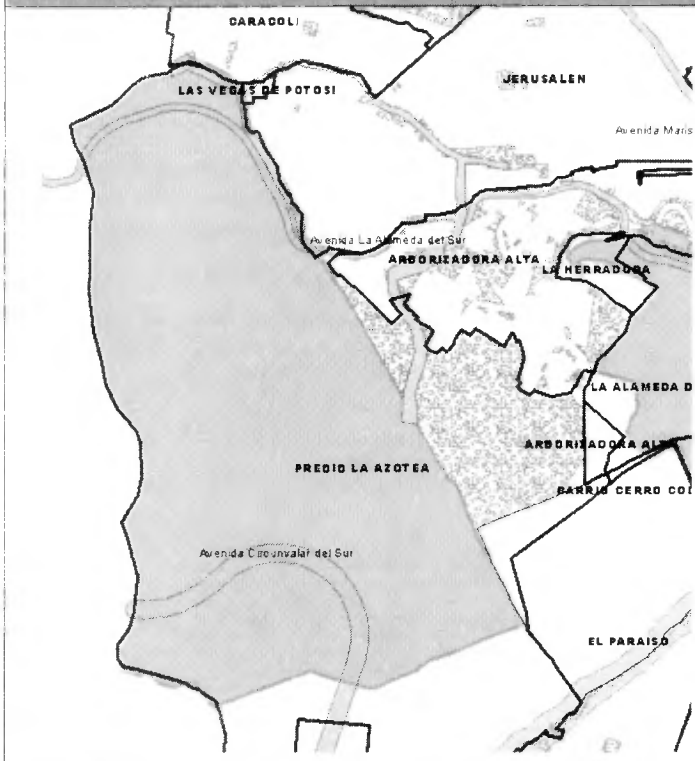 CARACOLI
LAS VEGAS DE POTOSI
JERUSALEN
Avenida Maris
Avenida La Alameda del Sur
ARBORIZADORA ALTA
LA HERRADURA
LA ALAMEDA D
ARBORIZADORA ALT
PREDIO LA AZOTEA
BARRIO CERRO COL
Avenida Circunvalar del Sur
EL PARAISO